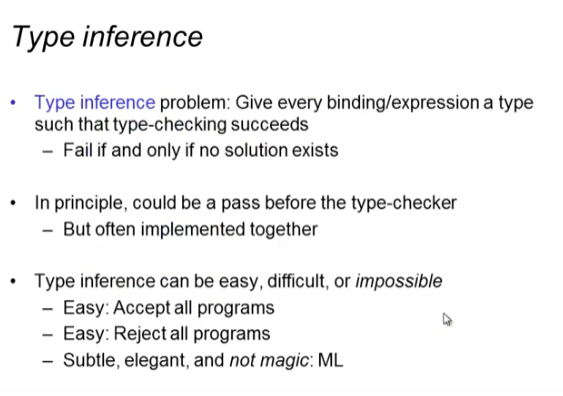 Type inference
• Type inference problem: Give every binding/expression a type
such that type-checking succeeds
– Fail if and only if no solution exists
• In principle, could be a pass before the type-checker
– But often implemented together
• Type inference can be easy, difficult, or impossible
– Easy: Accept all programs
– Easy: Reject all programs
– Subtle, elegant, and not magic: ML